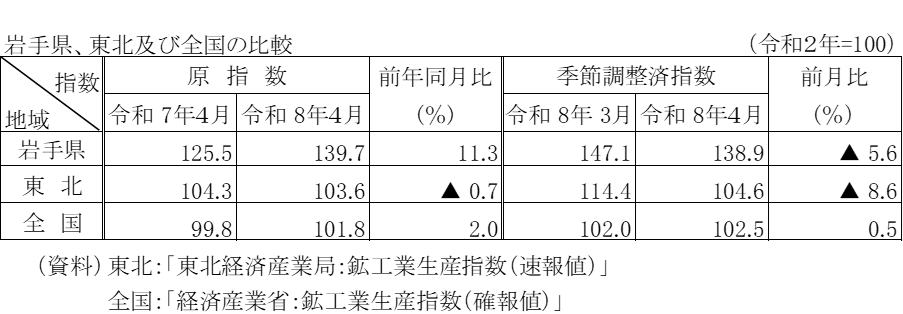 岩手県、東北及び全国の比較 (令和2年=100)
指数 原 指 数 前年同月比 季節調整済指数 前月比
地域 令和 7年4月 令和 8年4月 (%) 令和 8年 3月 令和 8年4月 (%)
岩手県 125.5 139.7 11.3 147.1 138.9 ▲ 5.6
東 北 104.3 103.6 ▲ 0.7 114.4 104.6 ▲ 8.6
全 国 99.8 101.8 2.0 102.0 102.5 0.5
(資料) 東北:「東北経済産業局:鉱工業生産指数(速報値)」
全国:「経済産業省:鉱工業生産指数(確報値)」